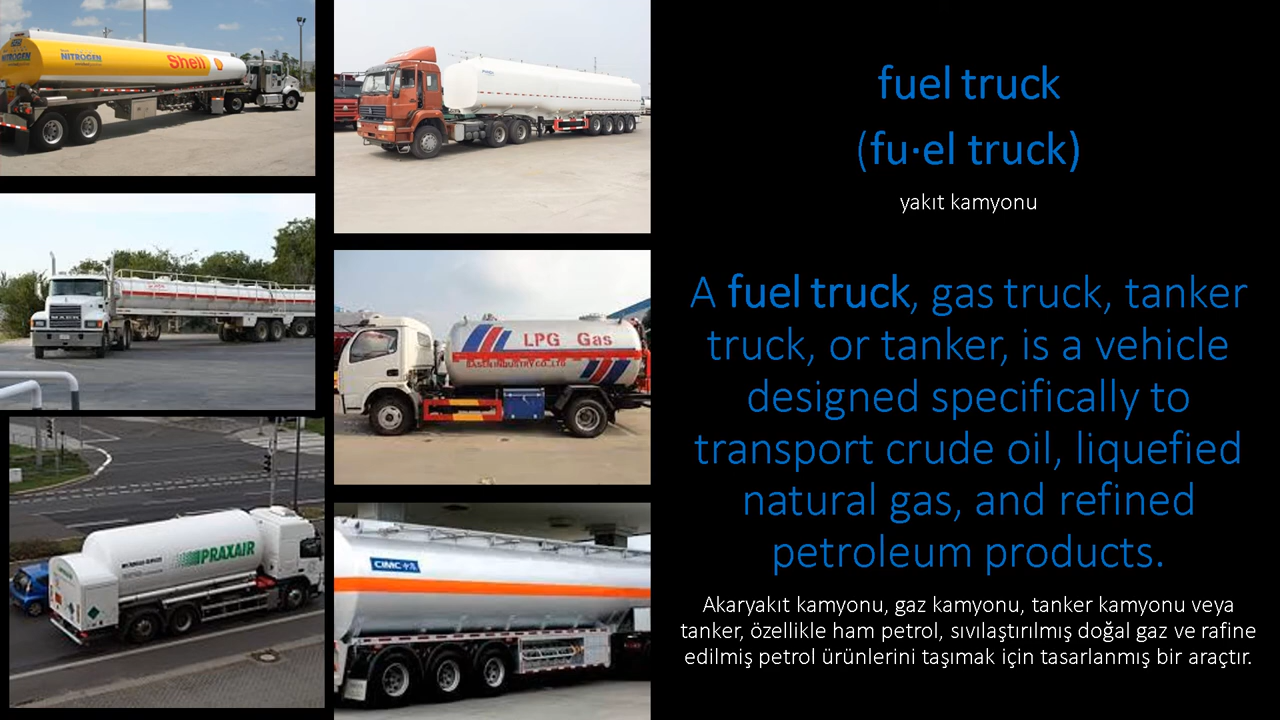 NITROGEN
Shell
LPG Gas
PRAXAIR
CIMC 中集
fuel truck
(fu·el truck)
yakıt kamyonu
A fuel truck, gas truck, tanker
truck, or tanker, is a vehicle
designed specifically to
transport crude oil, liquefied
natural gas, and refined
petroleum products.
Akaryakıt kamyonu, gaz kamyonu, tanker kamyonu veya
tanker, özellikle ham petrol, sıvılaştırılmış doğal gaz ve rafine
edilmiş petrol ürünlerini taşımak için tasarlanmış bir araçtır.